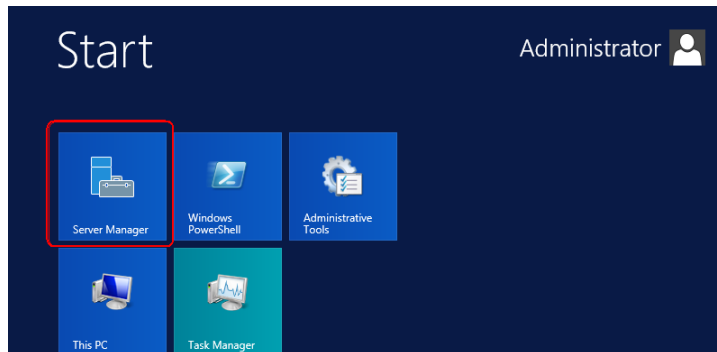 Start
Administrator
Server Manager
Windows
PowerShell
Administrative
Tools
This PC
Task Manager